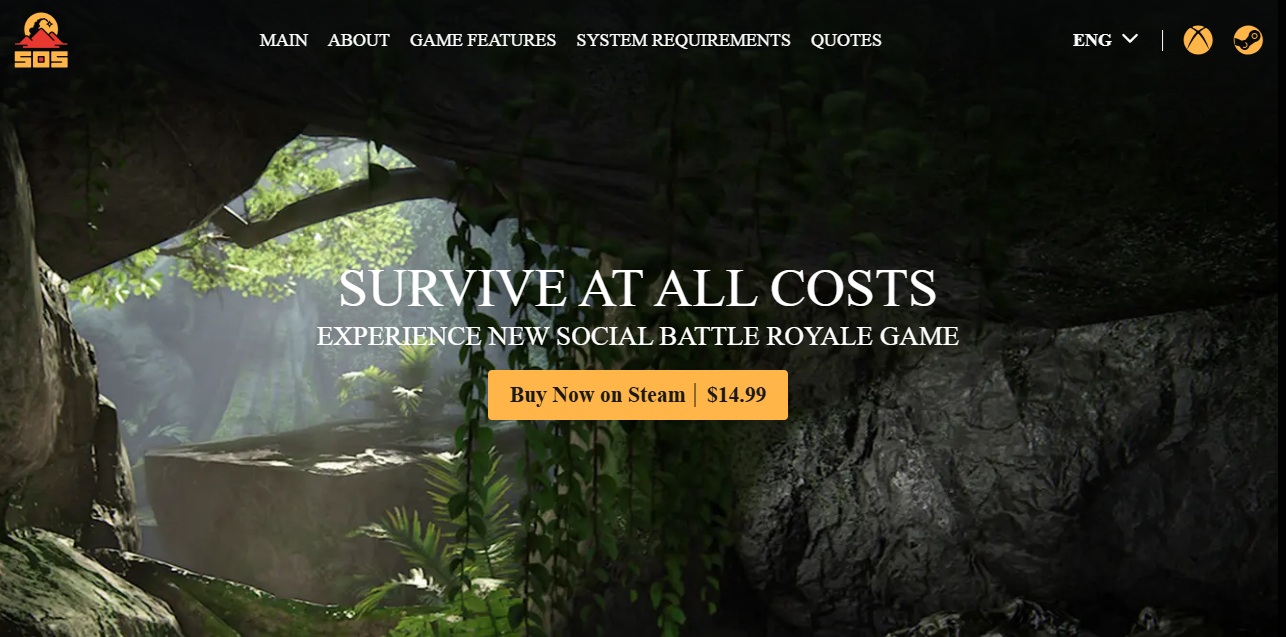 SOS
MAIN ABOUT GAME FEATURES SYSTEM REQUIREMENTS QUOTES ENG
SURVIVE AT ALL COSTS
EXPERIENCE NEW SOCIAL BATTLE ROYALE GAME
Buy Now on Steam | $14.99